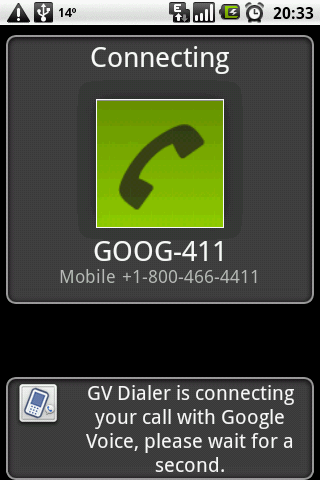 14º E 20:33
Connecting
GOOG-411
Mobile +1-800-466-4411
GV Dialer is connecting
your call with Google
Voice, please wait for a
second.